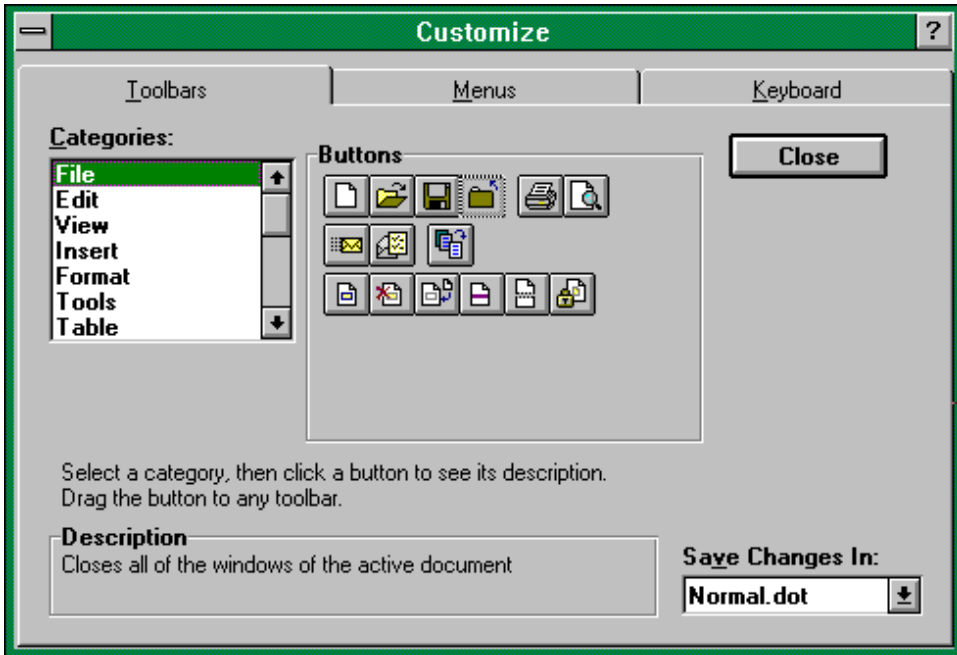 Customize
?
Toolbars
Menus
Keyboard
Categories:
File
Edit
View
Insert
Format
Tools
Table
Buttons
Close
Select a category, then click a button to see its description.
Drag the button to any toolbar.
Description
Closes all of the windows of the active document
Save Changes In:
Normal.dot